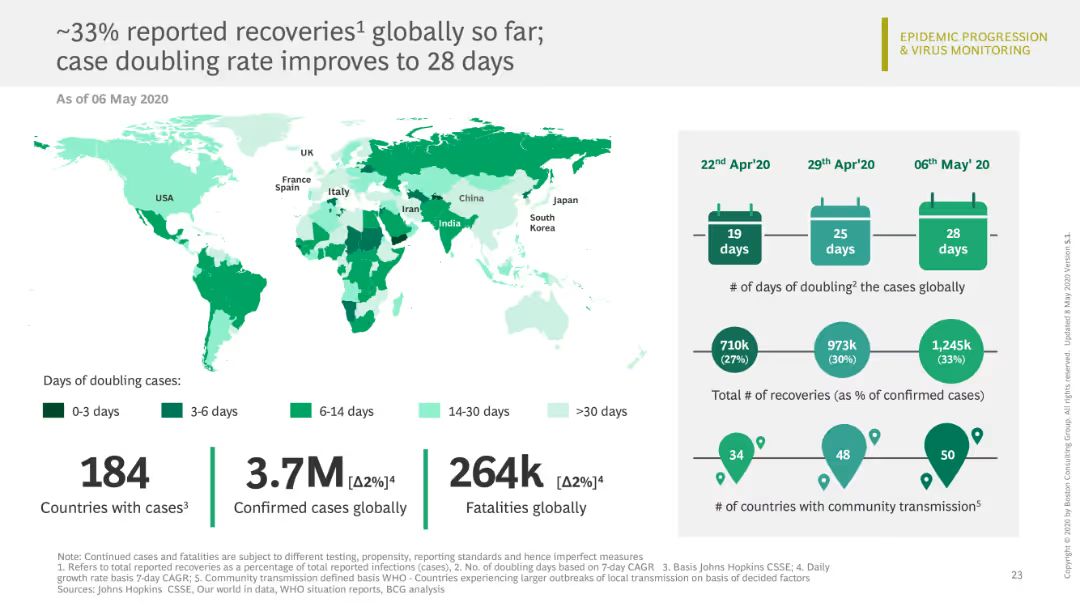 ~33% reported recoveries¹ globally so far;
case doubling rate improves to 28 days
EPIDEMIC PROGRESSION
& VIRUS MONITORING
As of 06 May 2020
UK
France
Spain
Italy
USA
Iran
China
India
Japan
South
Korea
Days of doubling cases:
0-3 days
3-6 days
6-14 days
14-30 days
>30 days
184
Countries with cases³
3.7M [Δ2%]⁴
Confirmed cases globally
264k [Δ2%]⁴
Fatalities globally
22nd Apr'20
29th Apr'20
06th May' 20
19
days
25
days
28
days
# of days of doubling² the cases globally
710k
(27%)
973k
(30%)
1,245k
(33%)
Total # of recoveries (as % of confirmed cases)
34
48
50
# of countries with community transmission⁵
Note: Continued cases and fatalities are subject to different testing, propensity, reporting standards and hence imperfect measures
1. Refers to total reported recoveries as a percentage of total reported infections (cases), 2. No. of doubling days based on 7-day CAGR 3. Basis Johns Hopkins CSSE; 4. Daily
growth rate basis 7-day CAGR; 5. Community transmission defined basis WHO - Countries experiencing larger outbreaks of local transmission on basis of decided factors
Sources: Johns Hopkins CSSE, Our world in data, WHO situation reports, BCG analysis
23
Copyright © 2020 by Boston Consulting Group. All rights reserved. Updated 8 May 2020 Version 5.1.